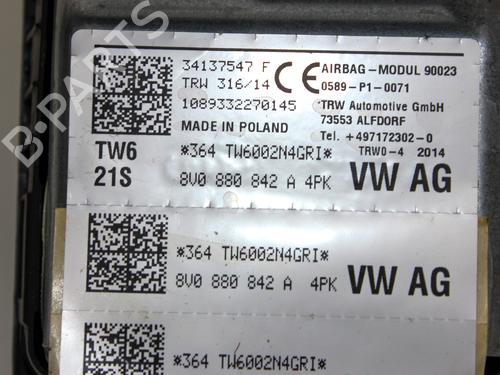 34137547 F
TRW 316/14
1089332270145
MADE IN POLAND
CE
AIRBAG-MODUL 90023
0589-P1-0071
TRW Automotive GmbH
73553 ALFDORF
Tel. +497172302-0
TRW0-4 2014
TW6
21S
*364 TW6002N4GRI*
8V0 880 842 A 4PK
VW AG
*364 TW6002N4GRI*
8V0 880 842 A 4PK
VW AG
*364 TW6002N4GRI*
B-PARTS